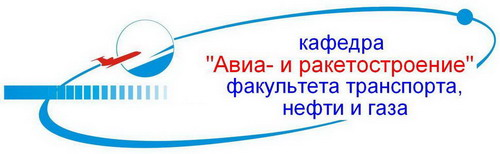 кафедра
"Авиа- и ракетостроение"
факультета транспорта,
нефти и газа